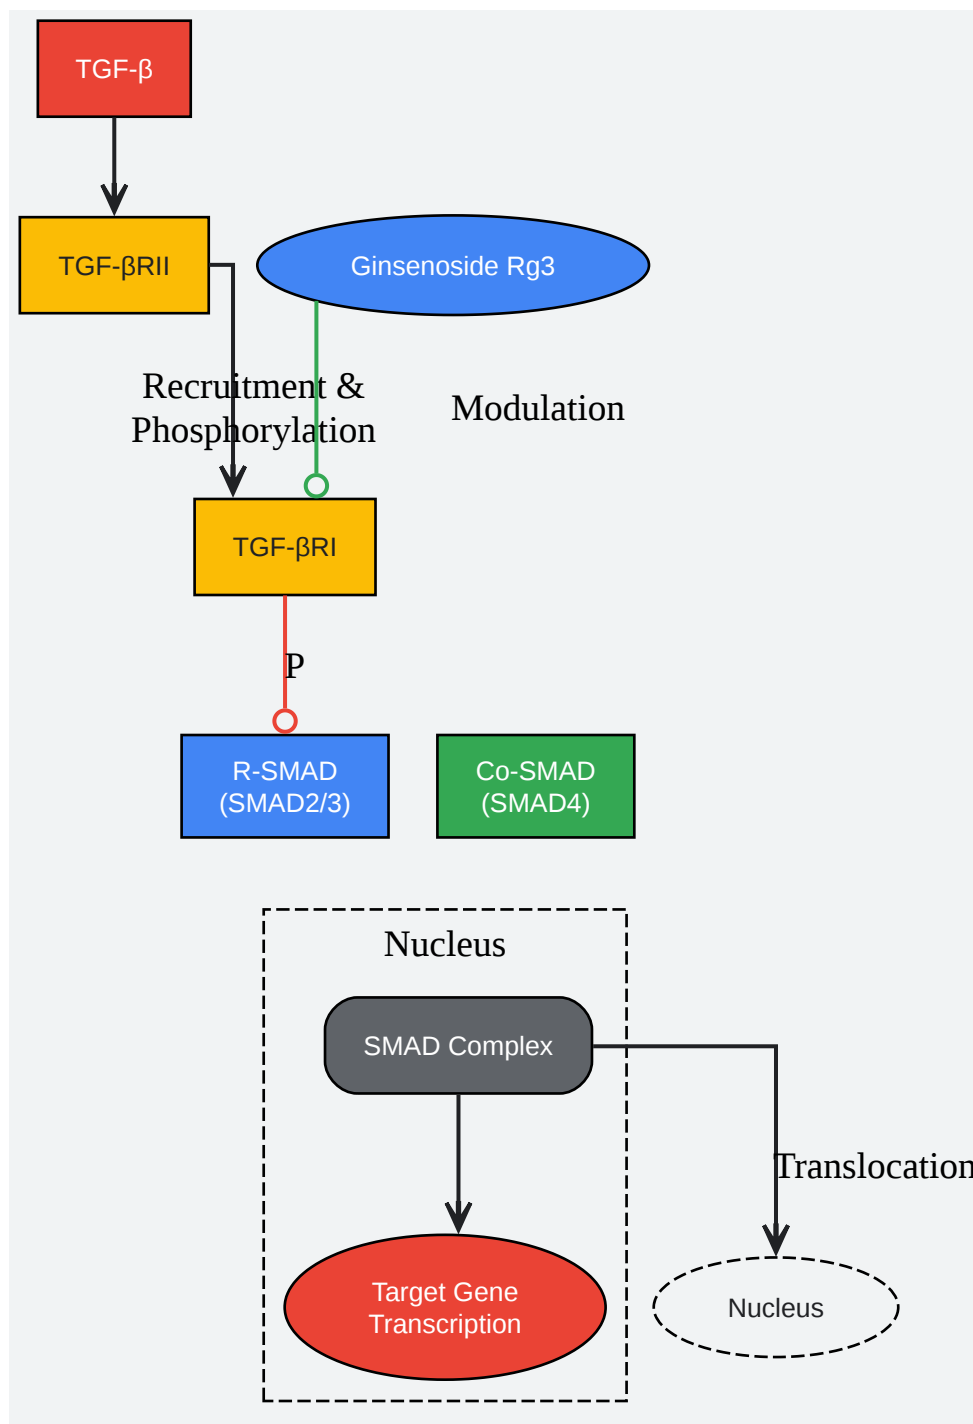 TGF-β
TGF-βRII
Ginsenoside Rg3
Recruitment &
Phosphorylation
Modulation
TGF-βRI
P
R-SMAD
(SMAD2/3)
Co-SMAD
(SMAD4)
Nucleus
SMAD Complex
Translocation
Target Gene
Transcription
Nucleus